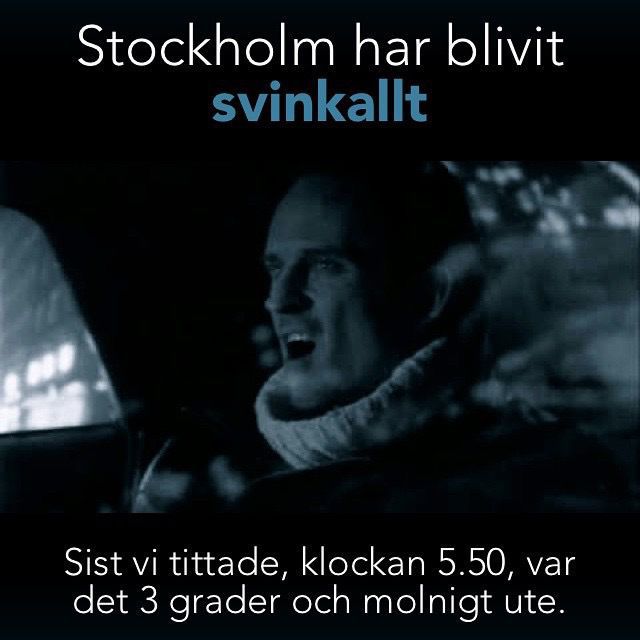 Stockholm har blivit
svinkallt
Sist vi tittade, klockan 5.50, var
det 3 grader och molnigt ute.